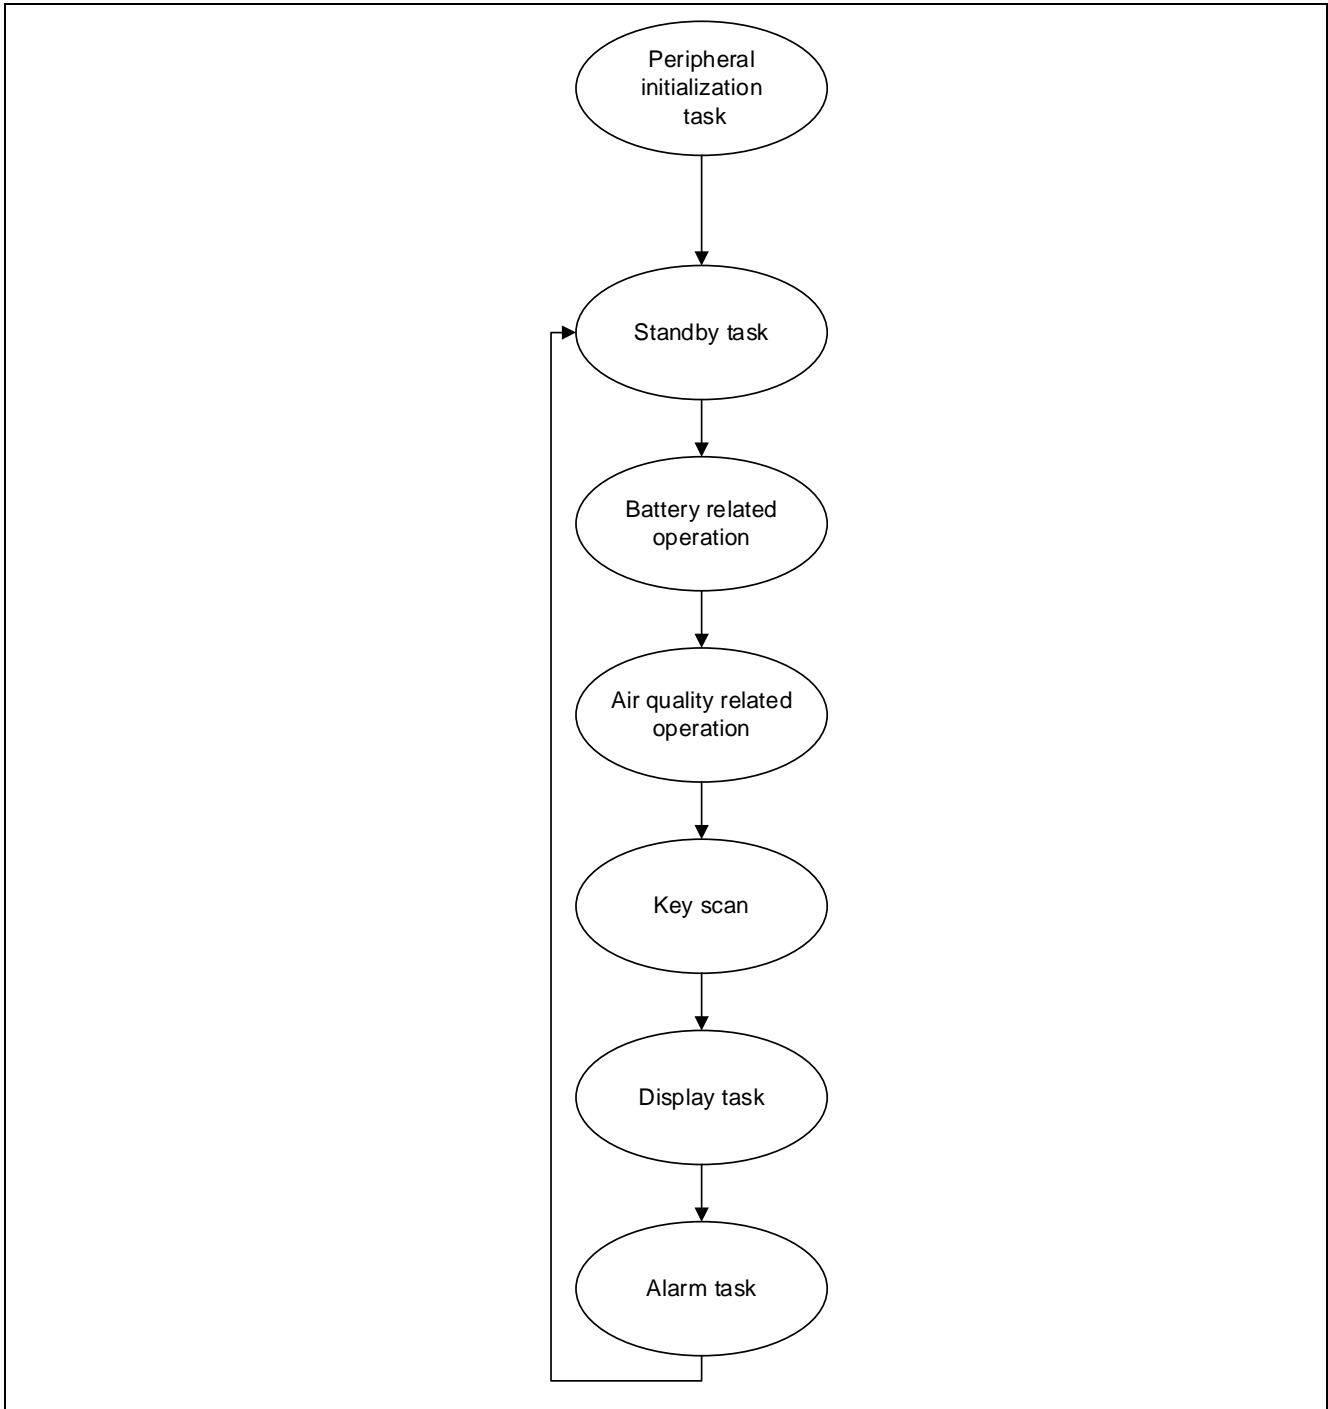 Peripheral
initialization
task
Standby task
Battery related
operation
Air quality related
operation
Key scan
Display task
Alarm task